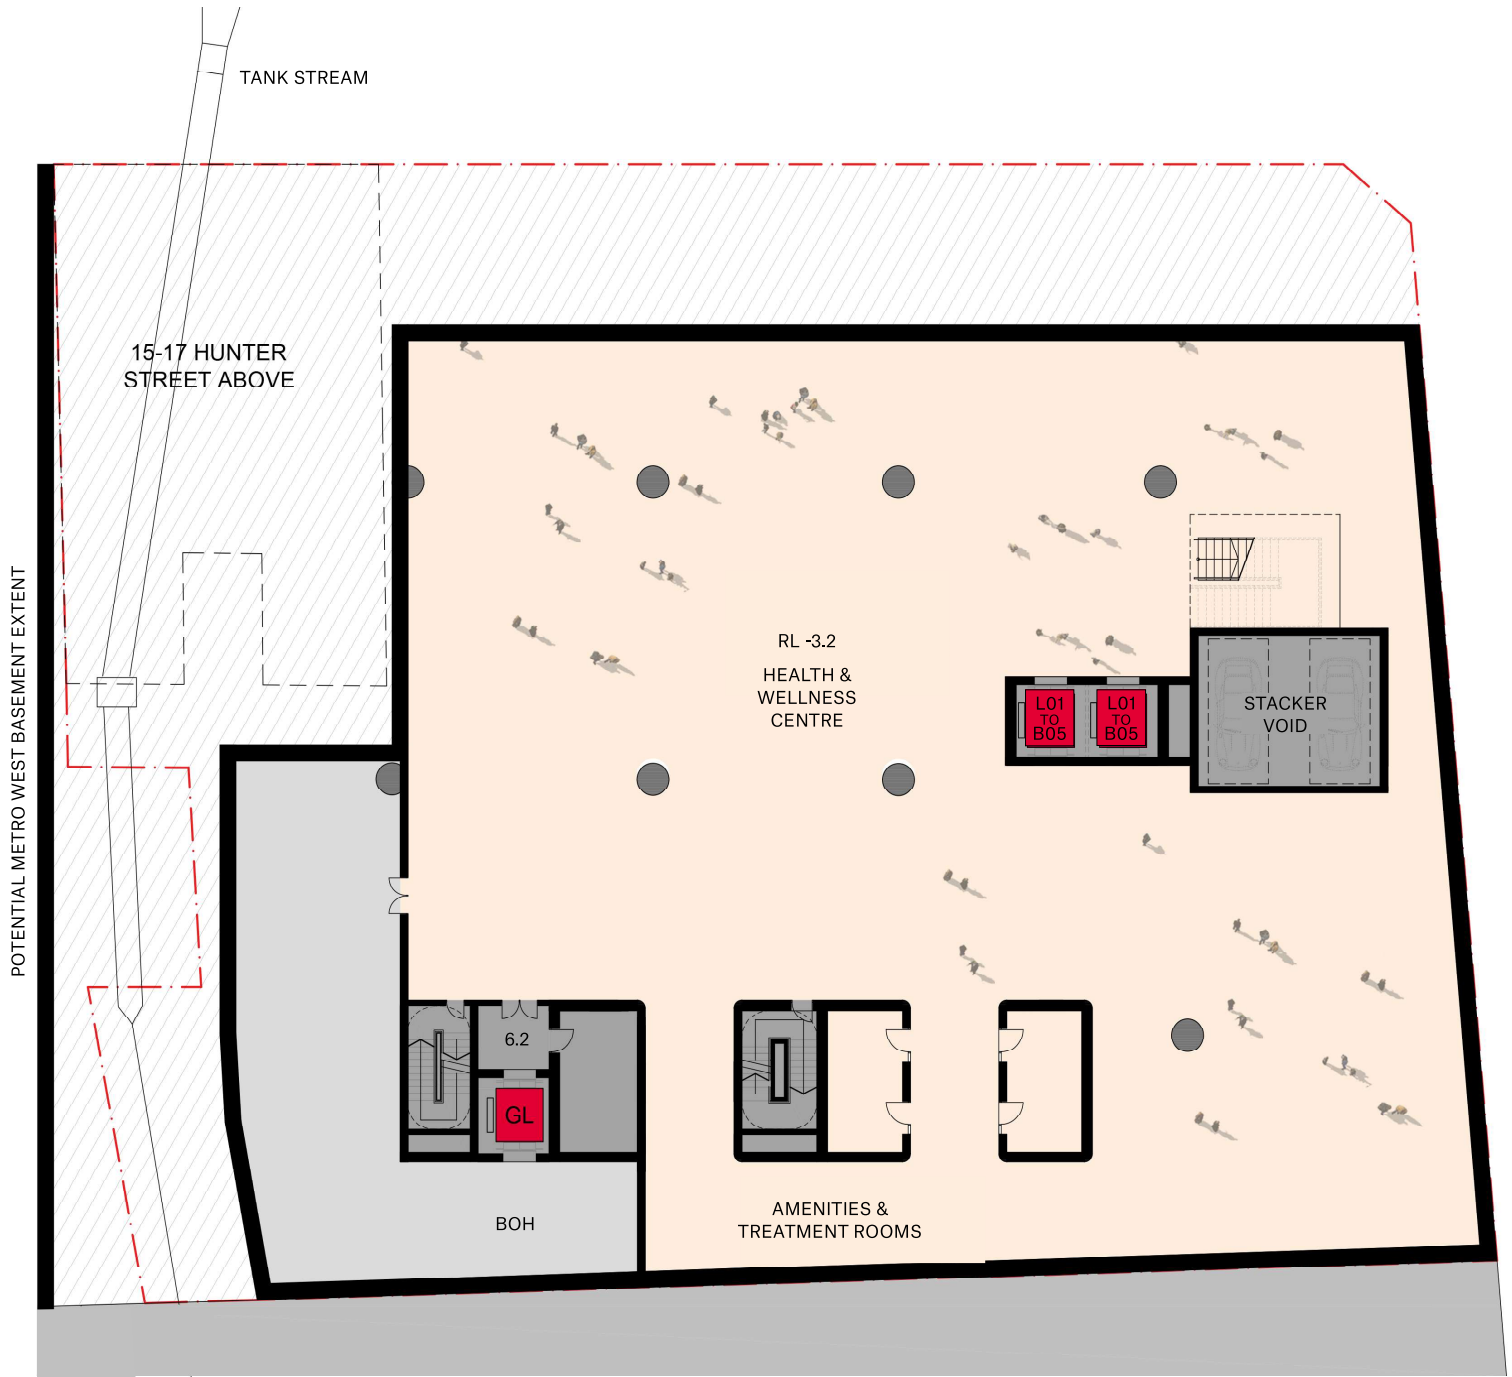 TANK STREAM
15-17 HUNTER
STREET ABOVE
POTENTIAL METRO WEST BASEMENT EXTENT
RL -3.2
HEALTH &
WELLNESS
CENTRE
L01
TO
B05
L01
TO
B05
STACKER
VOID
6.2
GL
BOH
AMENITIES &
TREATMENT ROOMS